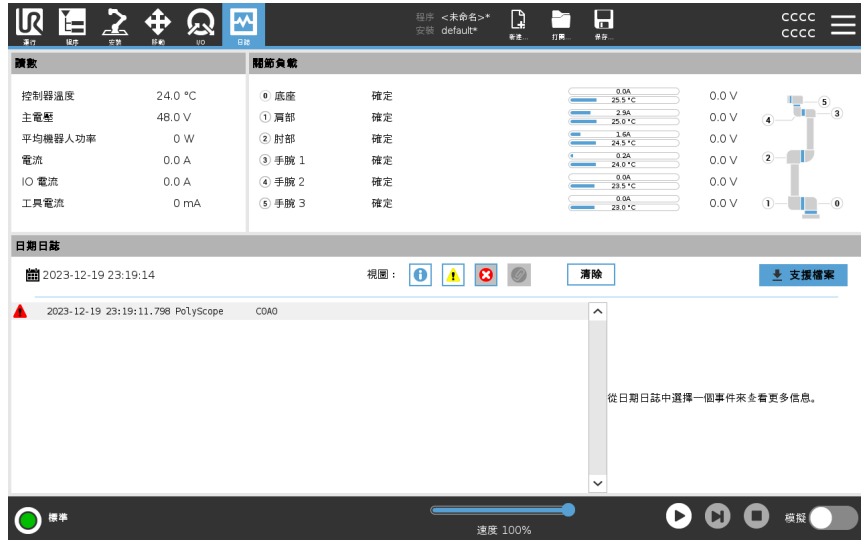 UR
運行 程序 安裝 移動 I/O 日誌
程序 <未命名>*
安裝 default*
新建... 打開... 保存...
CCCC
CCCC
讀數
關節負載
控制器溫度 24.0 °C
主電壓 48.0 V
平均機器人功率 0 W
電流 0.0 A
IO 電流 0.0 A
工具電流 0 mA
0 底座 確定 0.0A 25.5 °C 0.0 V
1 肩部 確定 2.9A 25.0 °C 0.0 V
2 肘部 確定 1.6A 24.5 °C 0.0 V
3 手腕 1 確定 0.2A 24.0 °C 0.0 V
4 手腕 2 確定 0.0A 23.5 °C 0.0 V
5 手腕 3 確定 0.0A 23.0 °C 0.0 V
5
4 3
2
1 0
日期日誌
2023-12-19 23:19:14 視圖： 清除 支援檔案
2023-12-19 23:19:11.798 PolyScope C0A0
從日期日誌中選擇一個事件來查看更多信息。
標準
速度 100%
模擬